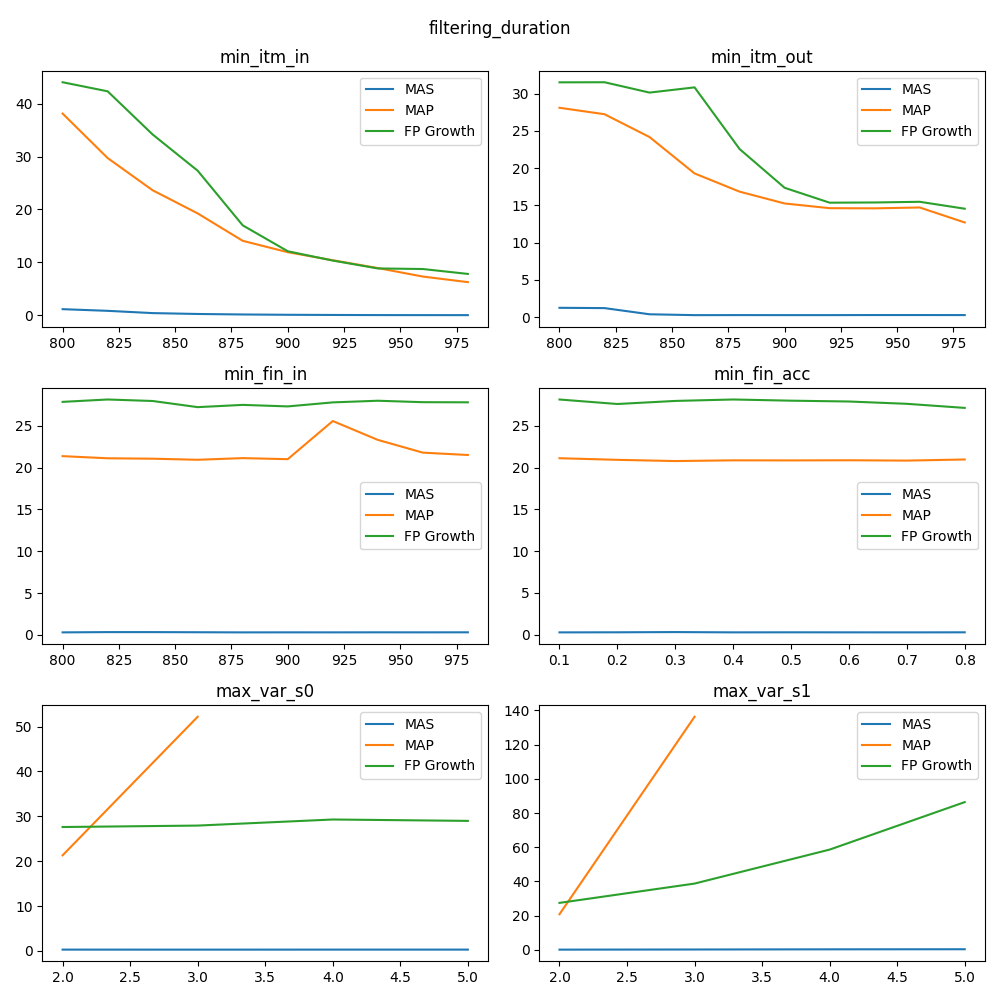 filtering_duration
min_itm_in
40
30
20
10
0
800 825 850 875 900 925 950 975
MAS
MAP
FP Growth
min_itm_out
30
25
20
15
10
5
0
800 825 850 875 900 925 950 975
MAS
MAP
FP Growth
min_fin_in
25
20
15
10
5
0
800 825 850 875 900 925 950 975
MAS
MAP
FP Growth
min_fin_acc
25
20
15
10
5
0
0.1 0.2 0.3 0.4 0.5 0.6 0.7 0.8
MAS
MAP
FP Growth
max_var_s0
50
40
30
20
10
0
2.0 2.5 3.0 3.5 4.0 4.5 5.0
MAS
MAP
FP Growth
max_var_s1
140
120
100
80
60
40
20
0
2.0 2.5 3.0 3.5 4.0 4.5 5.0
MAS
MAP
FP Growth